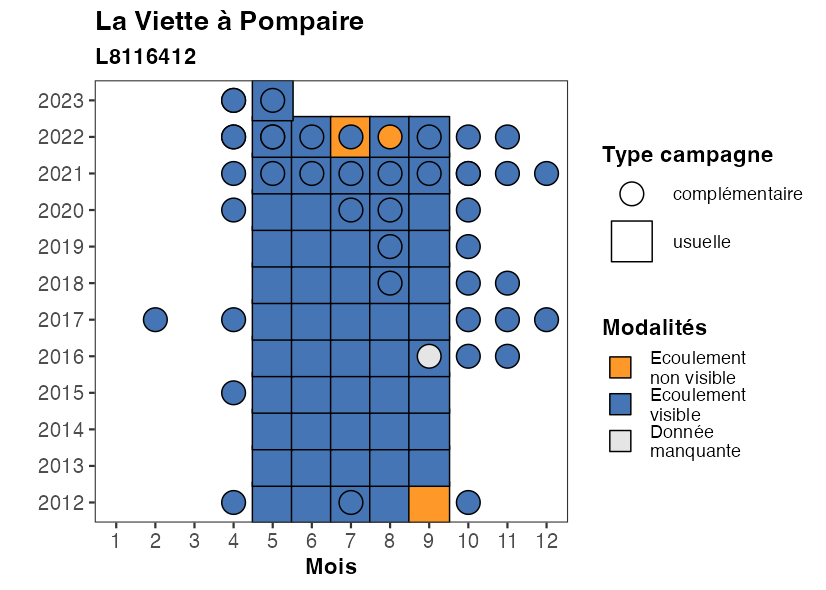 La Viette à Pompaire
L8116412
2023
2022
2021
2020
2019
2018
2017
2016
2015
2014
2013
2012
1 2 3 4 5 6 7 8 9 10 11 12
Mois
Type campagne
complémentaire
usuelle
Modalités
Ecoulement
non visible
Ecoulement
visible
Donnée
manquante